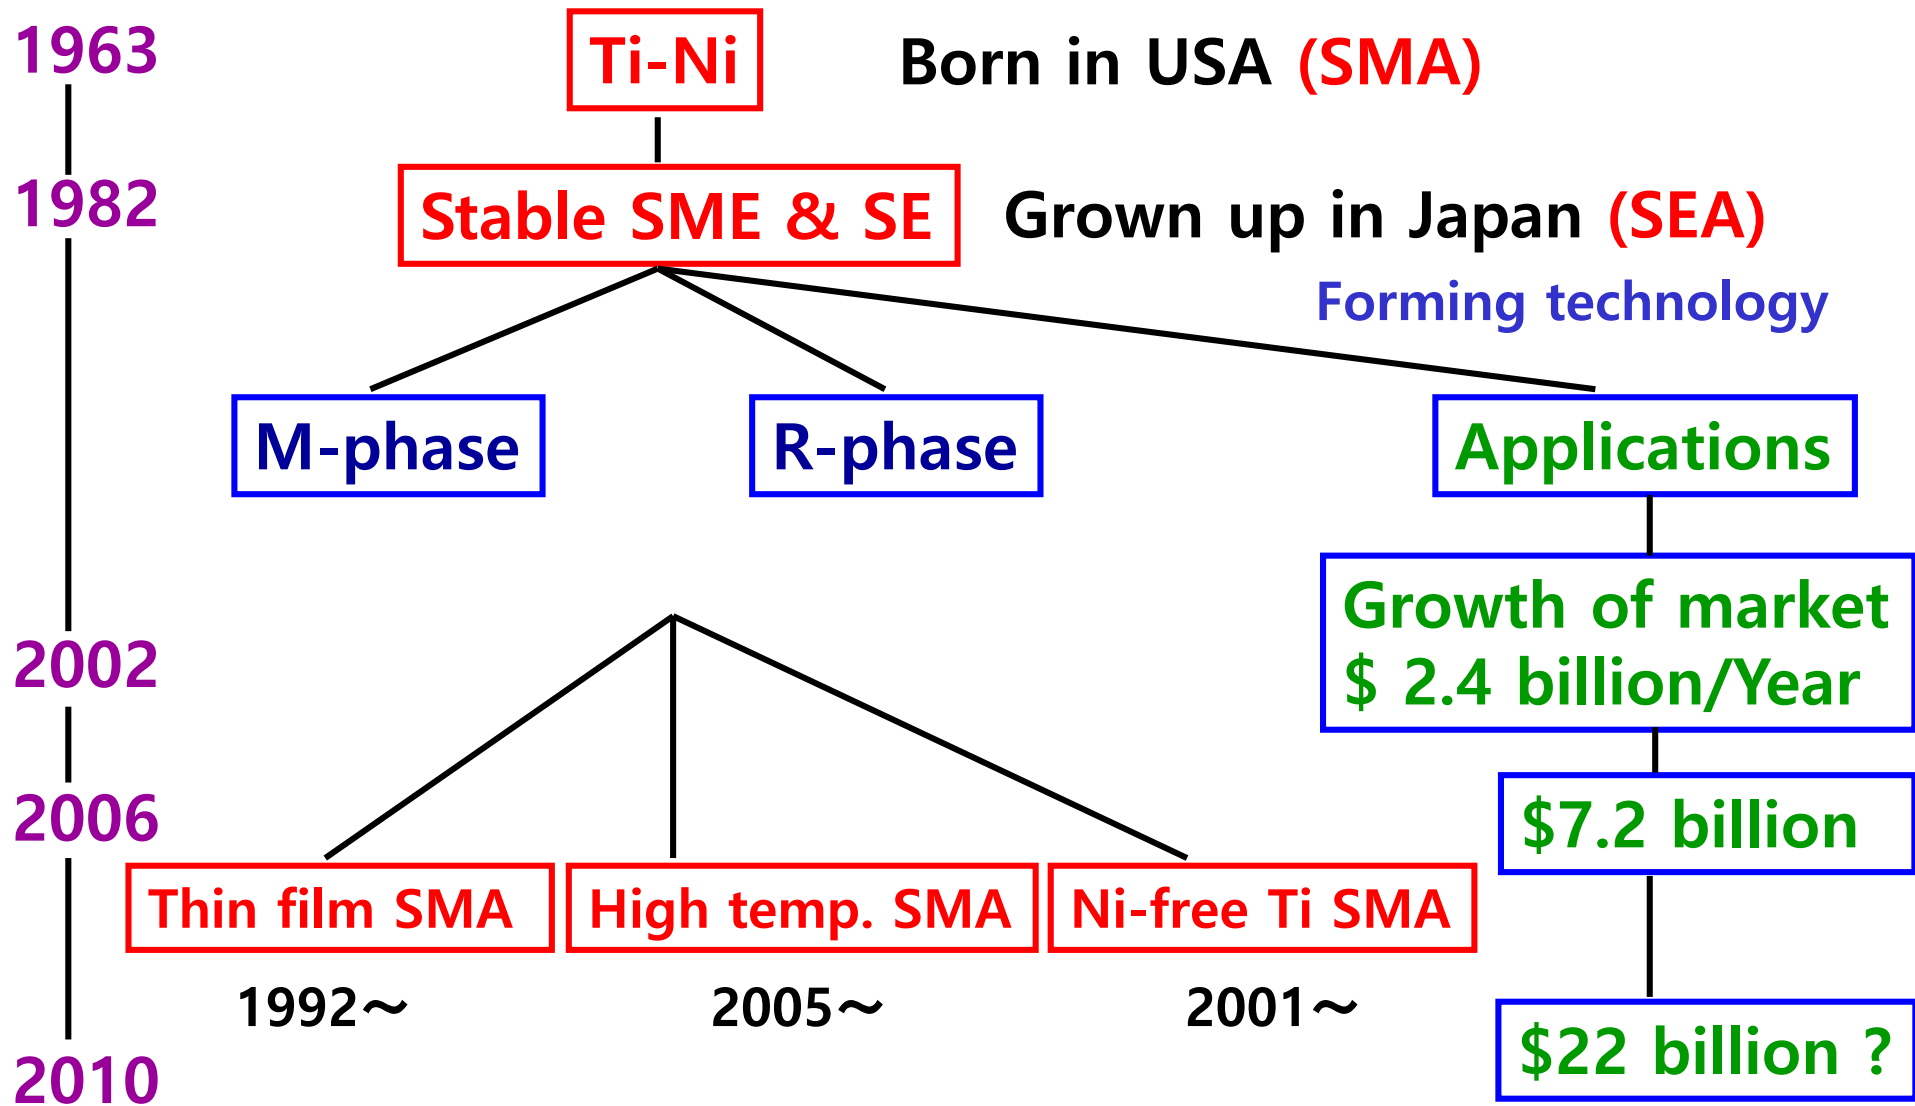 1963
Ti-Ni
Born in USA (SMA)
1982
Stable SME & SE
Grown up in Japan (SEA)
Forming technology
M-phase
R-phase
Applications
Growth of market
$ 2.4 billion/Year
2002
2006
$7.2 billion
Thin film SMA
High temp. SMA
Ni-free Ti SMA
1992～
2005～
2001～
$22 billion ?
2010